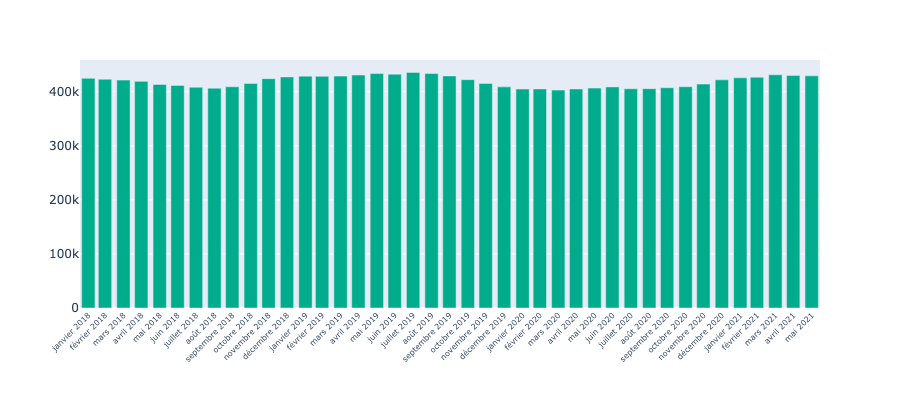 400k
300k
200k
100k
0
janvier 2018
février 2018
mars 2018
avril 2018
mai 2018
juin 2018
juillet 2018
août 2018
septembre 2018
octobre 2018
novembre 2018
décembre 2018
janvier 2019
février 2019
mars 2019
avril 2019
mai 2019
juin 2019
juillet 2019
août 2019
septembre 2019
octobre 2019
novembre 2019
décembre 2019
janvier 2020
février 2020
mars 2020
avril 2020
mai 2020
juin 2020
juillet 2020
août 2020
septembre 2020
octobre 2020
novembre 2020
décembre 2020
janvier 2021
février 2021
mars 2021
avril 2021
mai 2021